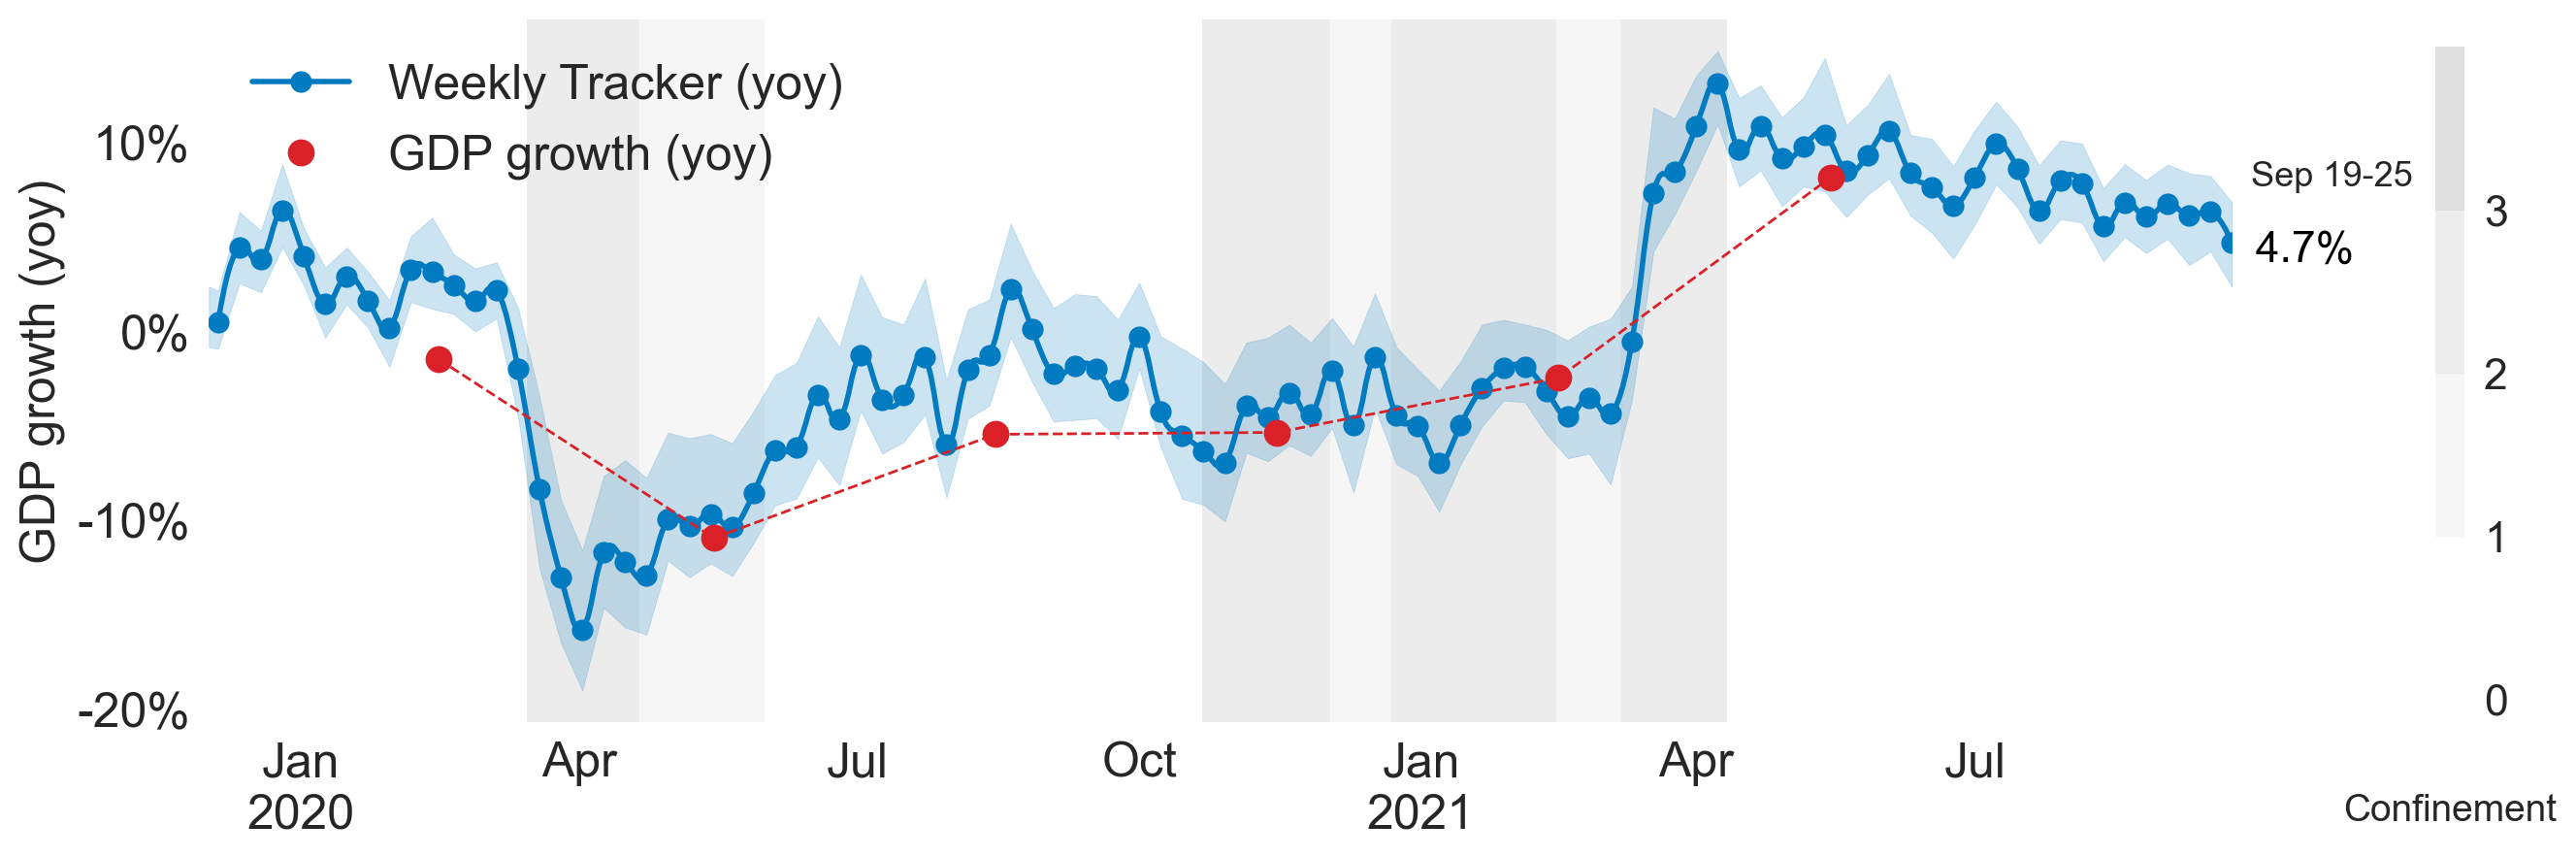 Weekly Tracker (yoy)
GDP growth (yoy)
GDP growth (yoy)
10%
0%
-10%
-20%
Jan
2020
Apr
Jul
Oct
Jan
2021
Apr
Jul
Sep 19-25
4.7%
3
2
1
0
Confinement